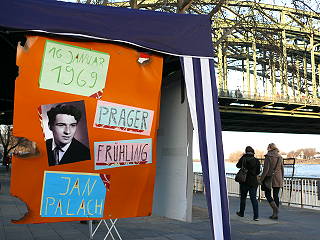 16. JANUAR
1969
PRAGER
FRÜHLING
JAN
PALACH